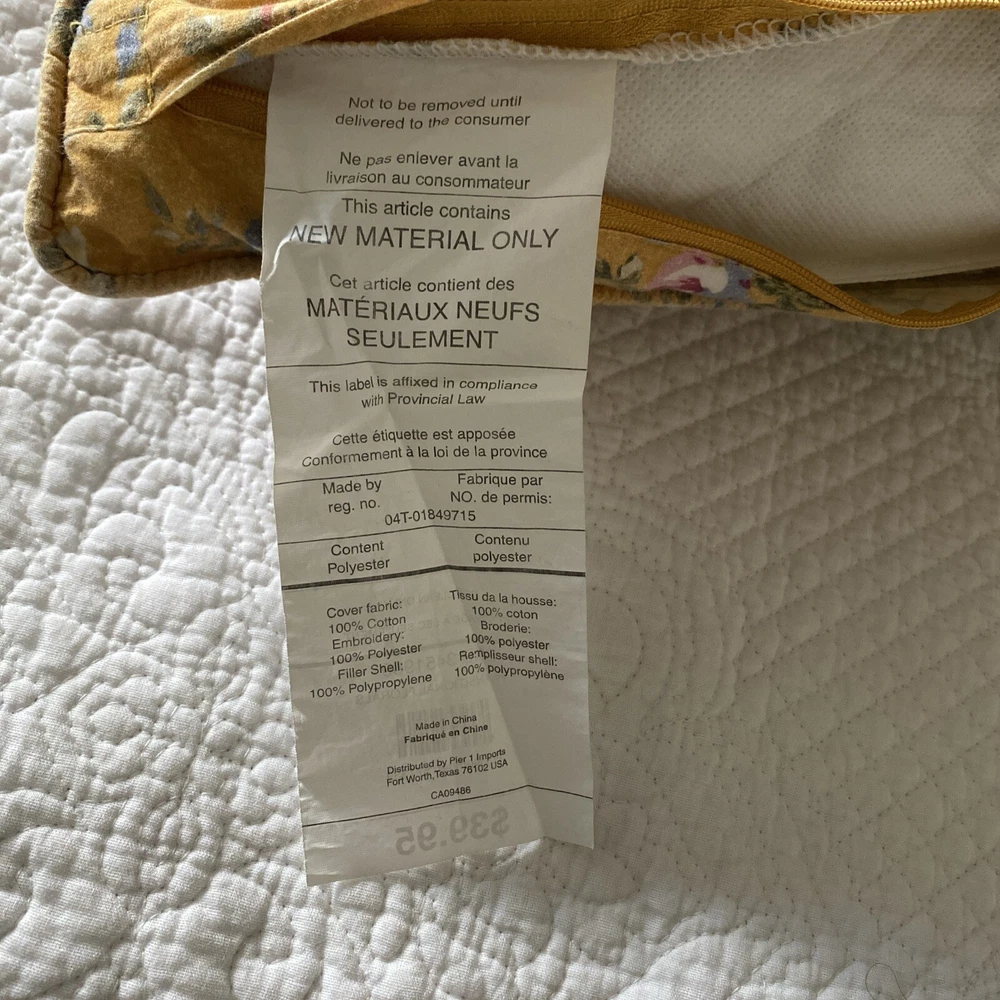 Not to be removed until
delivered to the consumer
Ne pas enlever avant la
livraison au consommateur
This article contains
NEW MATERIAL ONLY
Cet article contient des
MATÉRIAUX NEUFS
SEULEMENT
This label is affixed in compliance
with Provincial Law
Cette étiquette est apposée
Conformement à la loi de la province
Made by
reg. no.
Fabrique par
NO. de permis:
04T-01849715
Content
Polyester
Contenu
polyester
Cover fabric:
100% Cotton
Embroidery:
100% Polyester
Filler Shell:
100% Polypropylene
Tissu da la housse:
100% coton
Broderie:
100% polyester
Remplisseur shell:
100% polypropylène
Made in China
Fabriqué en Chine
Distributed by Pier 1 Imports
Fort Worth, Texas 76102 USA
CA09486
$39.95